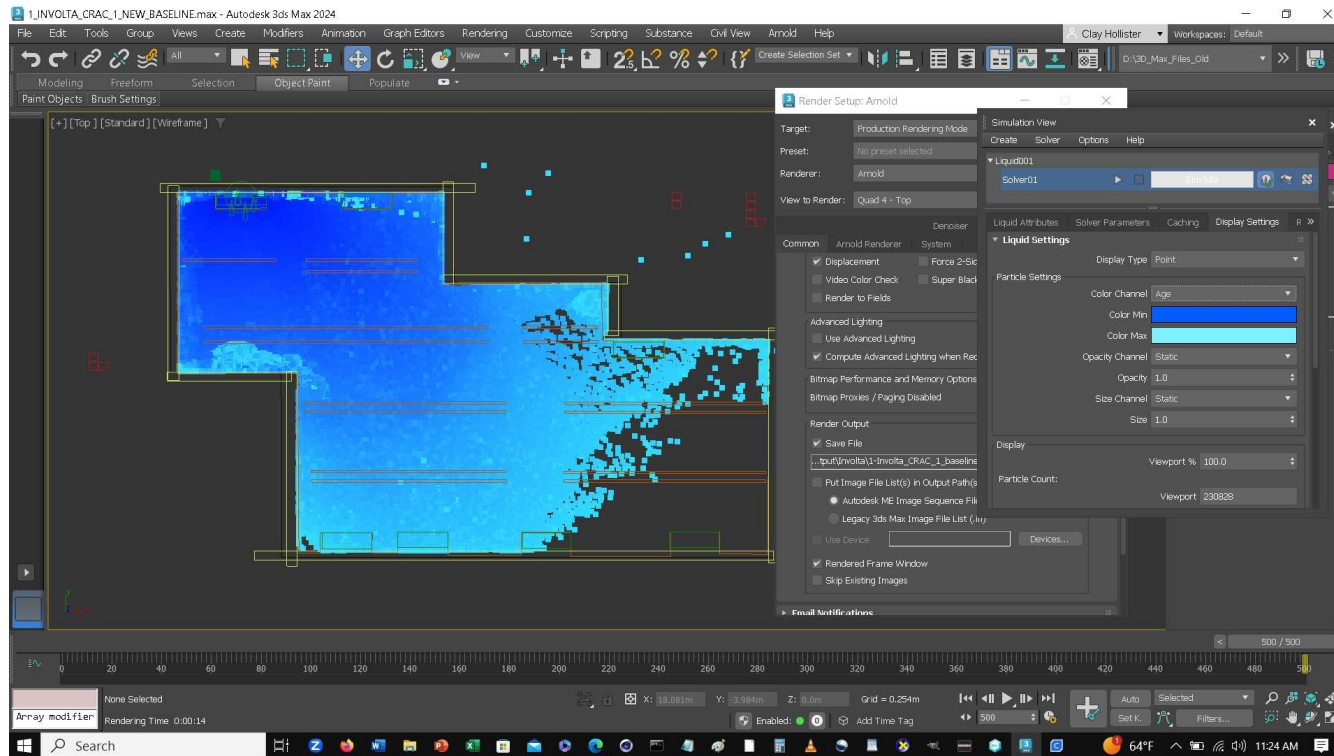 1_INVOLTA_CRAC_1_NEW_BASELINE.max - Autodesk 3ds Max 2024
File Edit Tools Group Views Create Modifiers Animation Graph Editors Rendering Customize Scripting Substance Civil View Arnold Help
Clay Hollister Workspaces: Default
All View Create Selection Set D:\3D_Max_Files_Old
Modeling Freeform Selection Object Paint Populate
Paint Objects Brush Settings
[+] [Top ] [Standard ] [Wireframe ]
Render Setup: Arnold
Target: Production Rendering Mode
Preset: No preset selected
Renderer: Arnold
View to Render: Quad 4 - Top
Denoiser
Common Arnold Renderer System
Displacement Force 2-Sid
Video Color Check Super Black
Render to Fields
Advanced Lighting
Use Advanced Lighting
Compute Advanced Lighting when Rec
Bitmap Performance and Memory Options
Bitmap Proxies / Paging Disabled
Render Output
Save File
...tput\Involta\1-Involta_CRAC_1_baseline
Put Image File List(s) in Output Path(s
Autodesk ME Image Sequence File
Legacy 3ds Max Image File List (.ifl)
Use Device Devices...
Rendered Frame Window
Skip Existing Images
Email Notifications
Simulation View
Create Solver Options Help
Liquid001
Solver01
Liquid Attributes Solver Parameters Caching Display Settings R
Liquid Settings
Display Type Point
Particle Settings
Color Channel Age
Color Min
Color Max
Opacity Channel Static
Opacity 1.0
Size Channel Static
Size 1.0
Display
Viewport % 100.0
Particle Count:
Viewport 230828
500 / 500
0 20 40 60 80 100 120 140 160 180 200 220 240 260 280 300 320 340 360 380 400 420 440 460 480 500
None Selected X: 18.081m Y: -3.984m Z: 0.0m Grid = 0.254m Auto Selected
Array modifier Rendering Time 0:00:14 Enabled: 0 Add Time Tag 500 Set K. Filters...
Search 64°F 11:24 AM